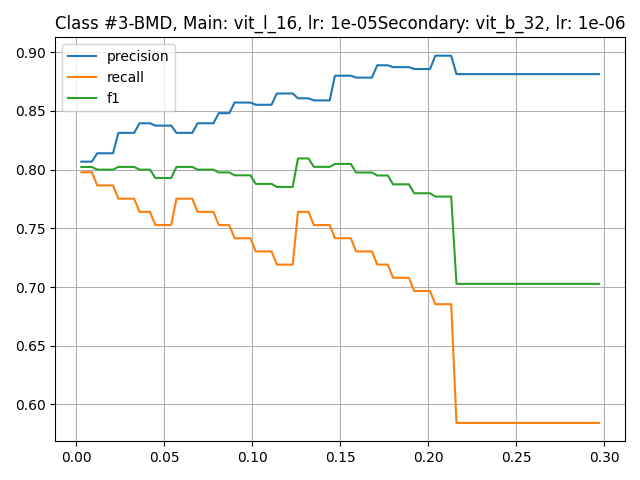 Class #3-BMD, Main: vit_l_16, lr: 1e-05Secondary: vit_b_32, lr: 1e-06
precision
recall
f1
0.90
0.85
0.80
0.75
0.70
0.65
0.60
0.00 0.05 0.10 0.15 0.20 0.25 0.30